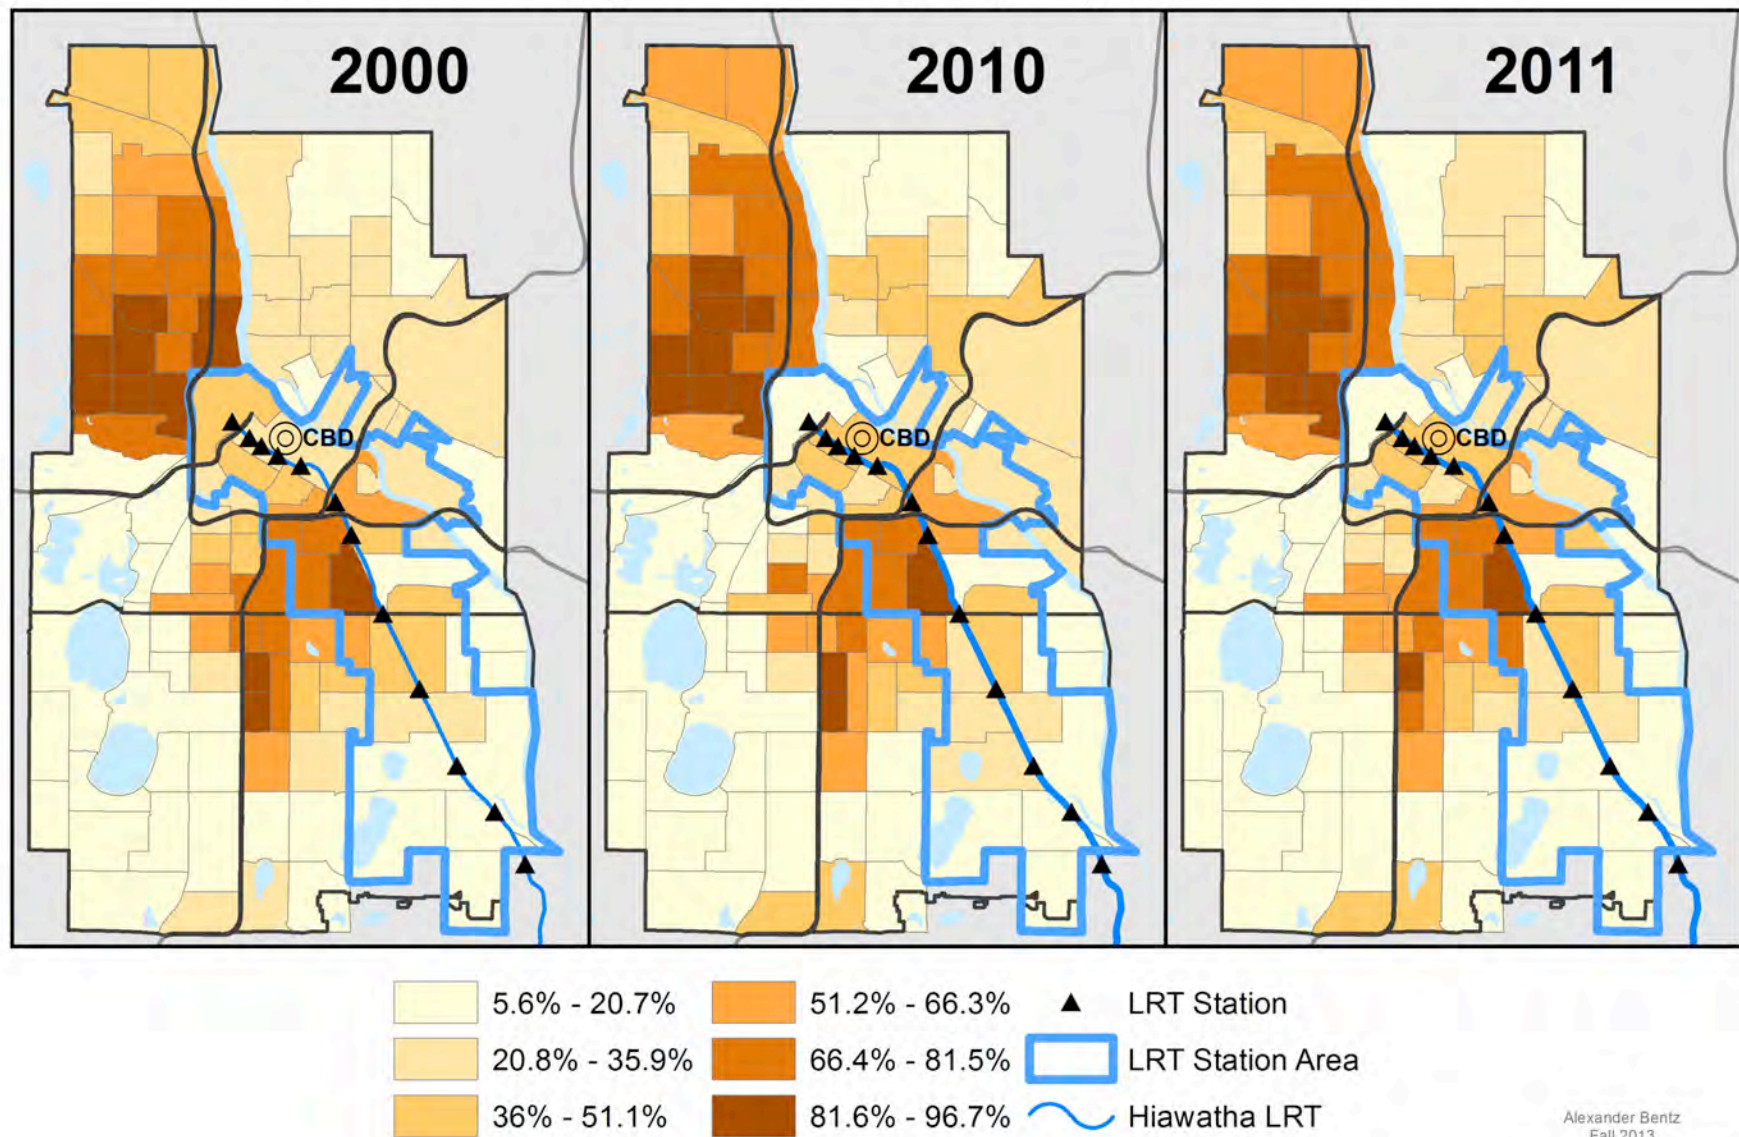 2000
2010
2011
CBD
CBD
CBD
5.6% - 20.7%
51.2% - 66.3%
LRT Station
20.8% - 35.9%
66.4% - 81.5%
LRT Station Area
36% - 51.1%
81.6% - 96.7%
Hiawatha LRT
Alexander Bentz
Fall 2013